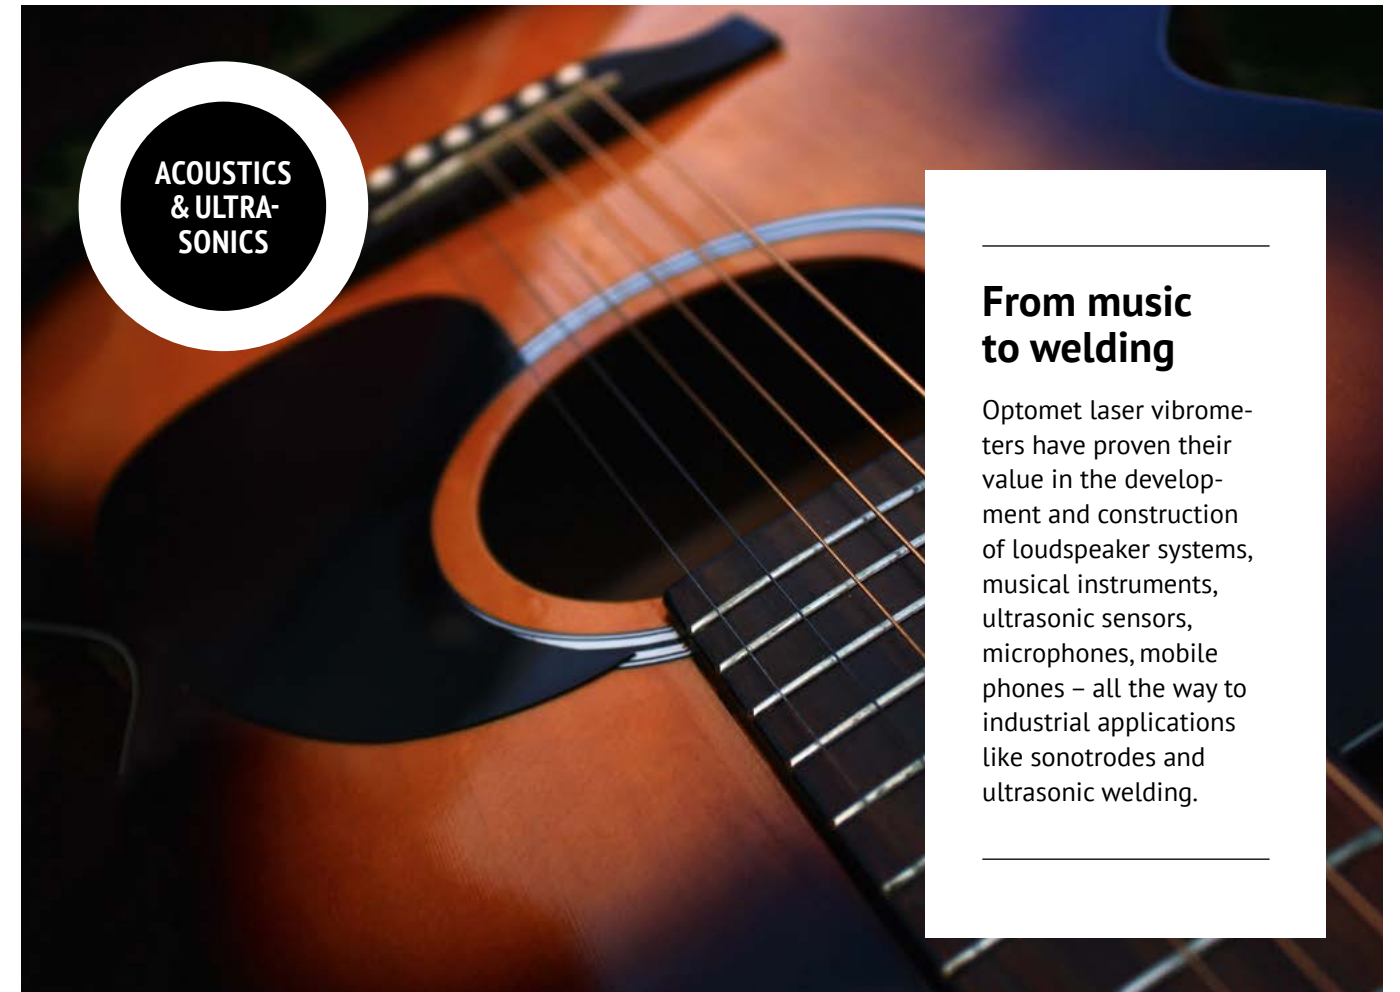 ACOUSTICS
& ULTRA-
SONICS
From music
to welding
Optomet laser vibrome-
ters have proven their
value in the develop-
ment and construction
of loudspeaker systems,
musical instruments,
ultrasonic sensors,
microphones, mobile
phones – all the way to
industrial applications
like sonotrodes and
ultrasonic welding.